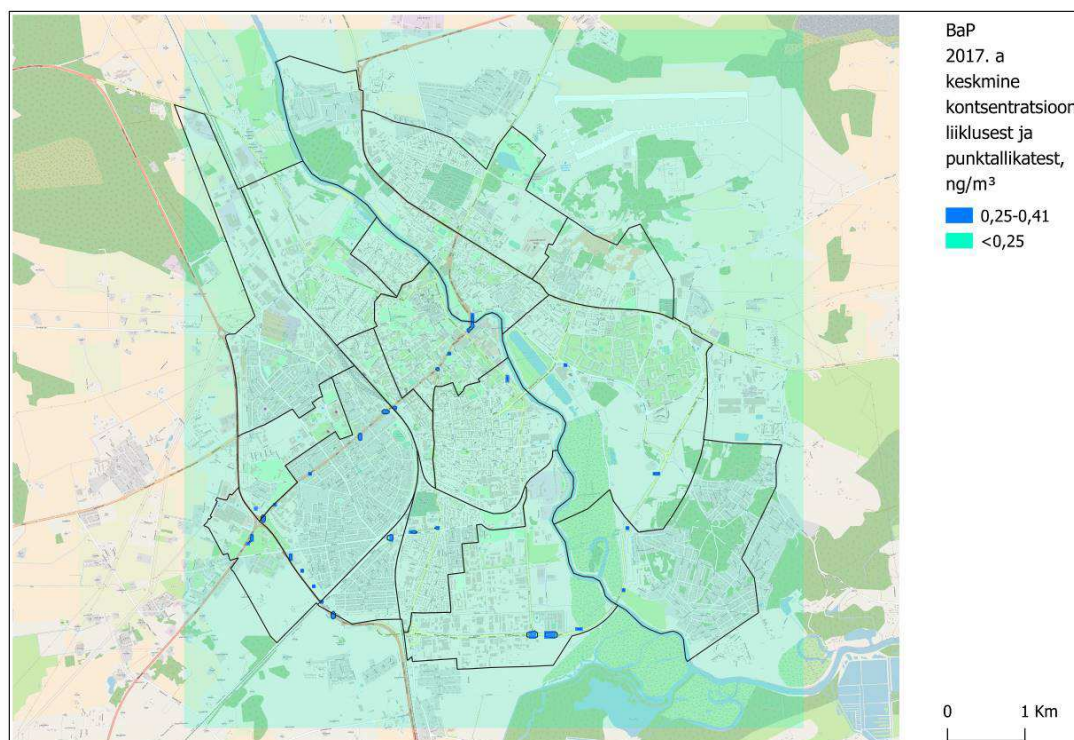 BaP
2017. a
keskmine
kontsentratsioon
liiklusest ja
punktallikatest,
ng/m³
0,25-0,41
<0,25
0 1 Km